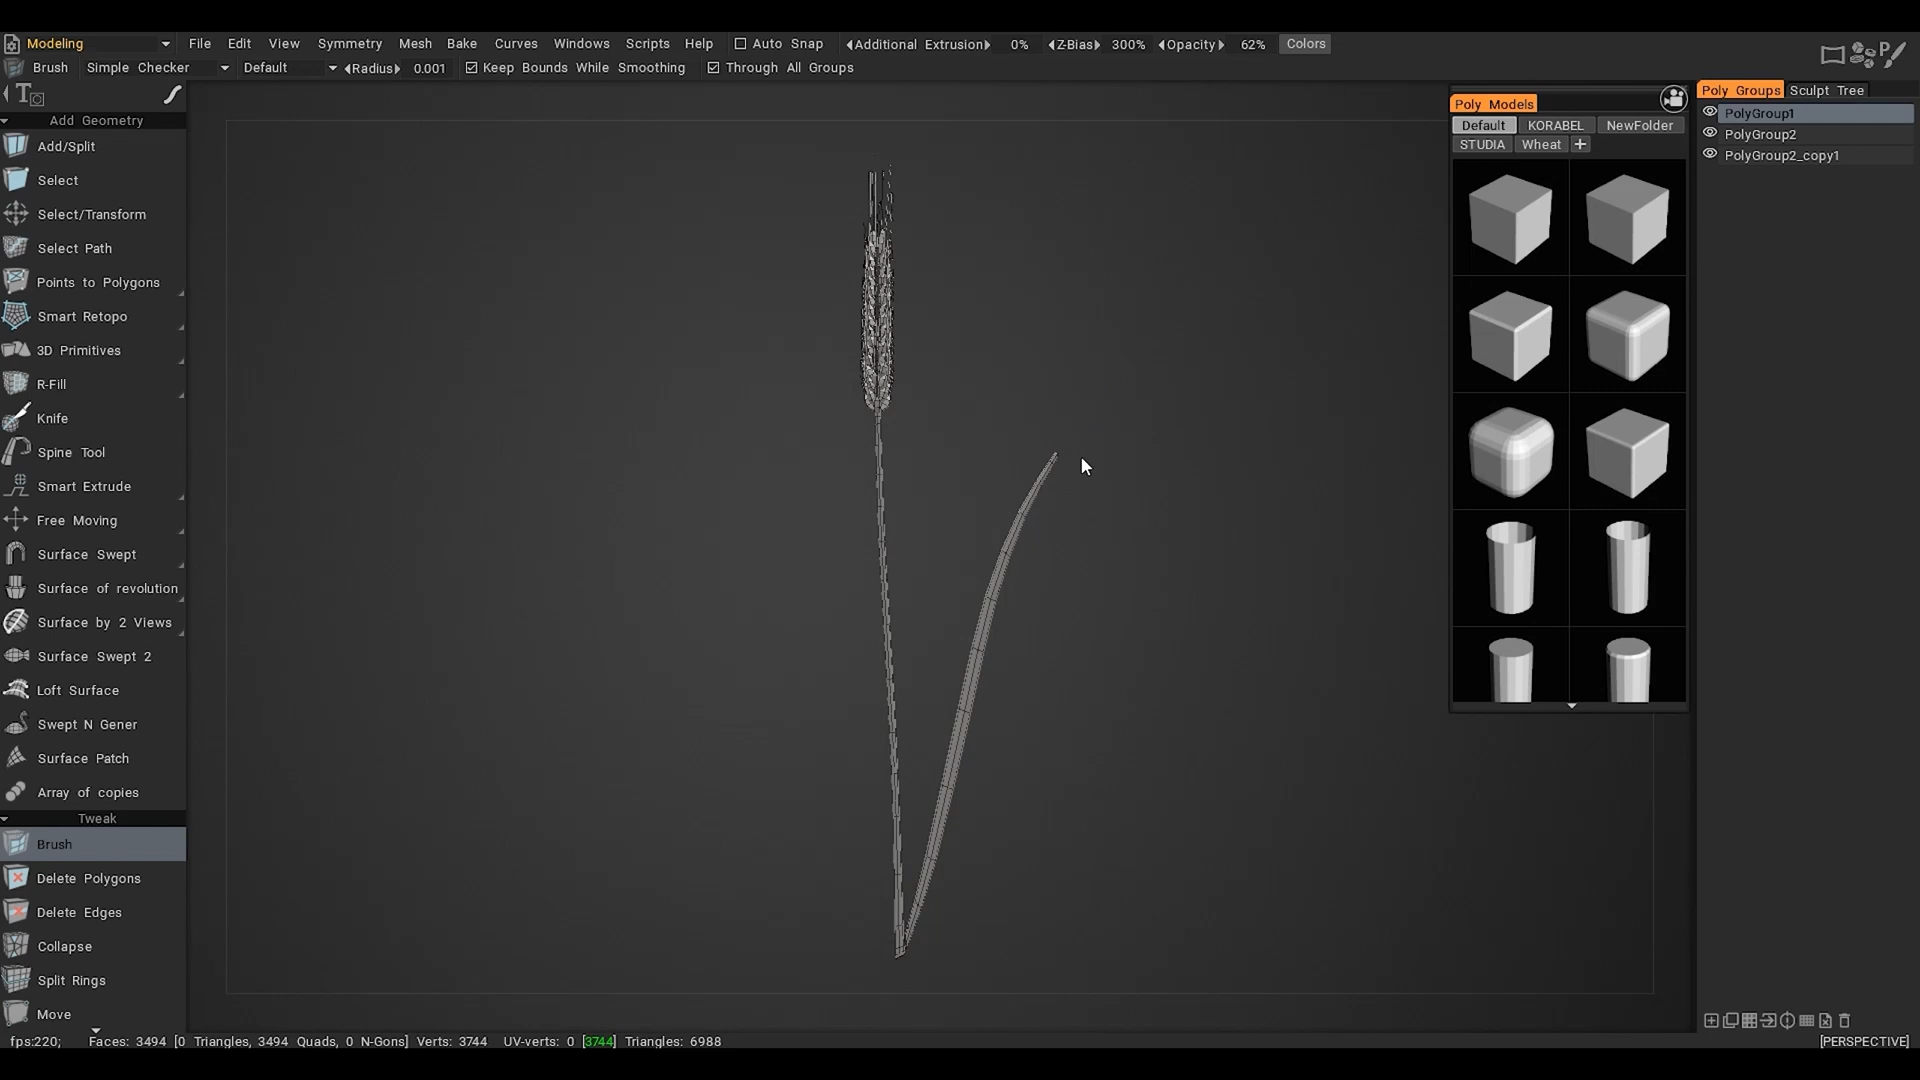 Modeling File Edit View Symmetry Mesh Bake Curves Windows Scripts Help Auto Snap Additional Extrusion 0% Z-Bias 300% Opacity 62% Colors
Brush Simple Checker Default Radius 0.001 Keep Bounds While Smoothing Through All Groups
Add Geometry
Add/Split
Select
Select/Transform
Select Path
Points to Polygons
Smart Retopo
3D Primitives
R-Fill
Knife
Spine Tool
Smart Extrude
Free Moving
Surface Swept
Surface of revolution
Surface by 2 Views
Surface Swept 2
Loft Surface
Swept N Gener
Surface Patch
Array of copies
Tweak
Brush
Delete Polygons
Delete Edges
Collapse
Split Rings
Move
Poly Models
Default KORABEL NewFolder
STUDIA Wheat +
Poly Groups Sculpt Tree
PolyGroup1
PolyGroup2
PolyGroup2_copy1
fps:220; Faces: 3494 [0 Triangles, 3494 Quads, 0 N-Gons] Verts: 3744 UV-verts: 0 [3744] Triangles: 6988 [PERSPECTIVE]